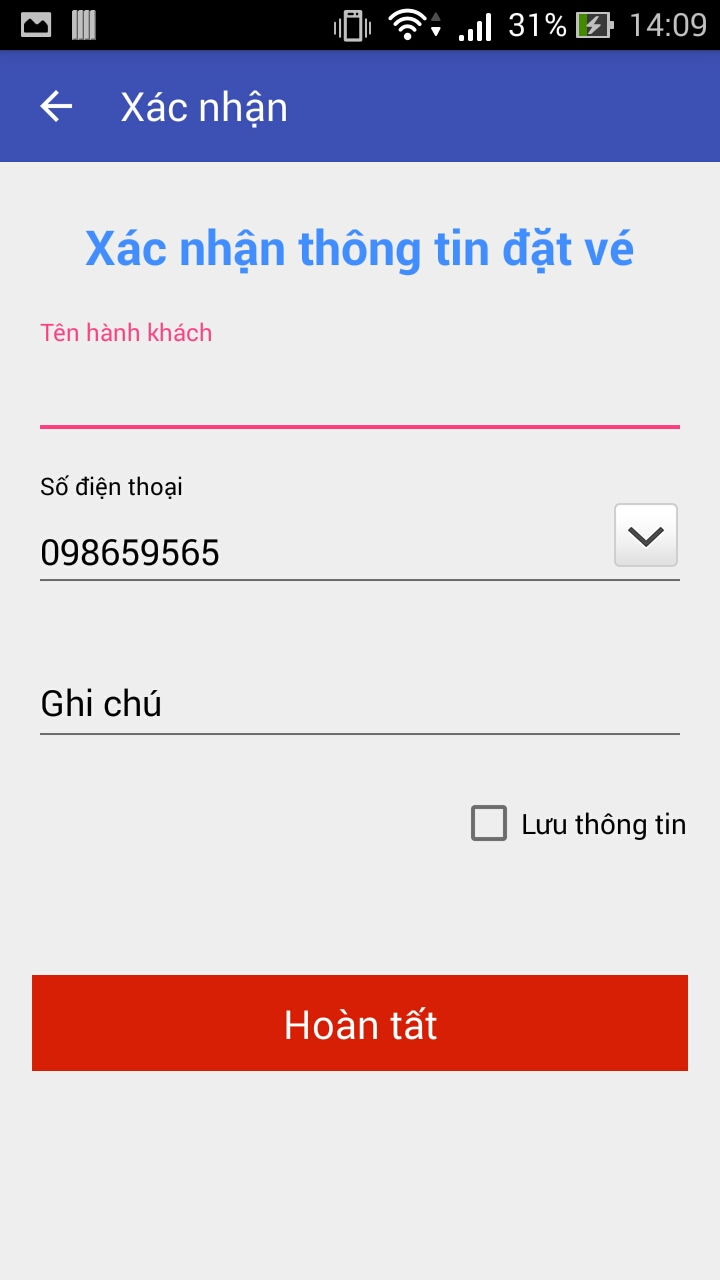 31% 14:09
Xác nhận
Xác nhận thông tin đặt vé
Tên hành khách
Số điện thoại
098659565
Ghi chú
Lưu thông tin
Hoàn tất